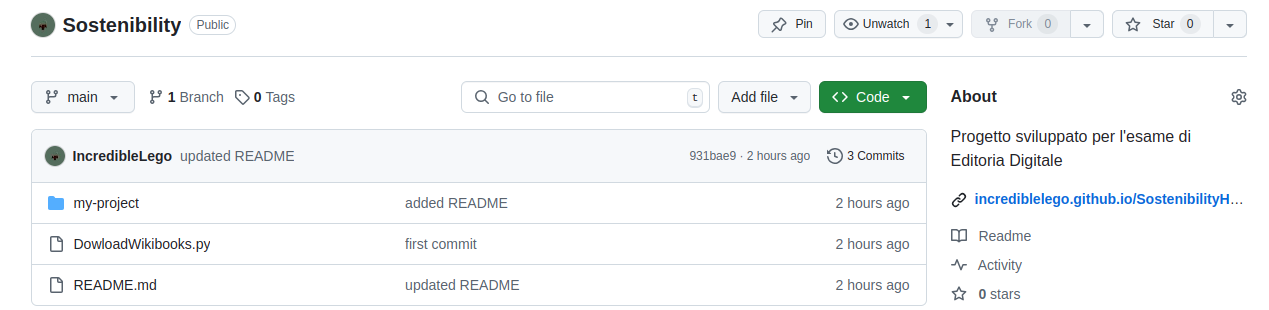 Sostenibility Public Pin Unwatch 1 Fork 0 Star 0
main 1 Branch 0 Tags Go to file t Add file Code
IncredibleLego updated README 931bae9 · 2 hours ago 3 Commits
my-project added README 2 hours ago
DowloadWikibooks.py first commit 2 hours ago
README.md updated README 2 hours ago
About
Progetto sviluppato per l'esame di
Editoria Digitale
incrediblelego.github.io/SostenibilityH...
Readme
Activity
0 stars